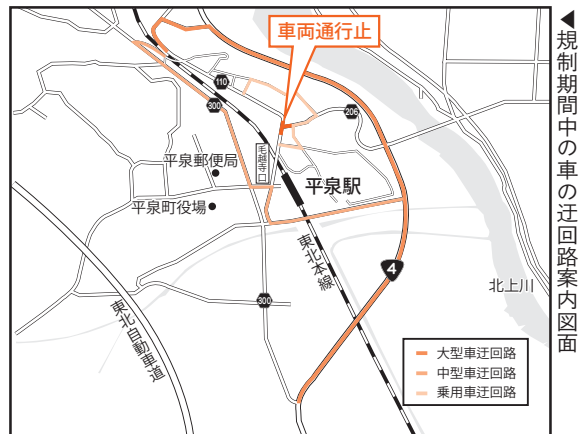 ◀規制期間中の車の迂回路案内図面
車両通行止
110
300
206
平泉郵便局
毛越寺口
平泉駅
平泉町役場
東北本線
4
北上川
300
東北自動車道
大型車迂回路
中型車迂回路
乗用車迂回路